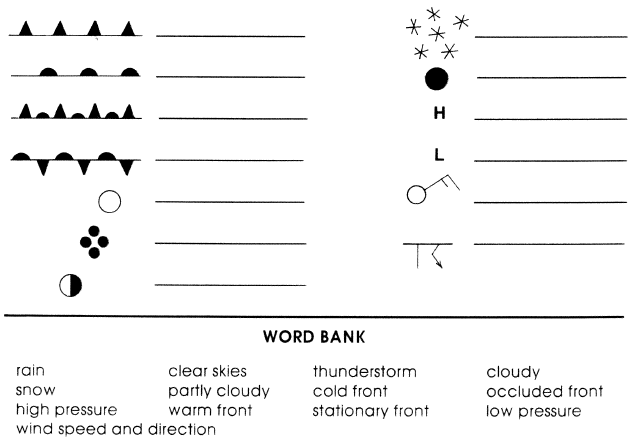 H
L
WORD BANK
rain clear skies thunderstorm cloudy
snow partly cloudy cold front occluded front
high pressure warm front stationary front low pressure
wind speed and direction